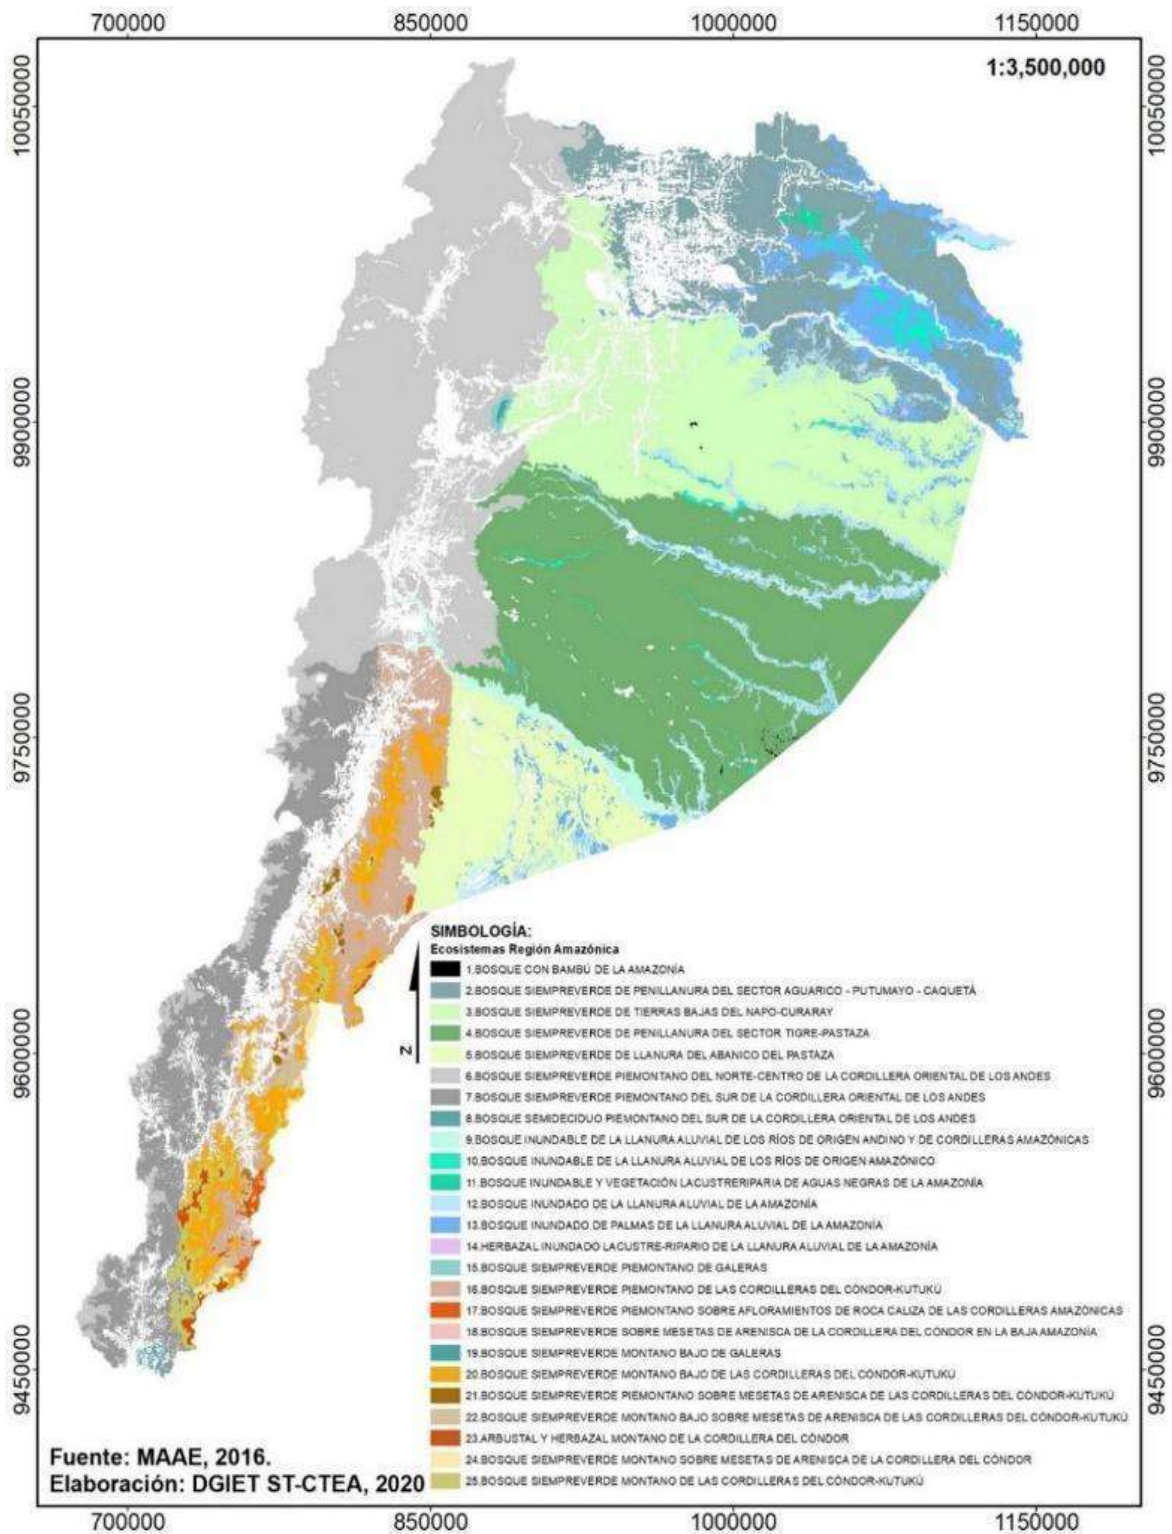 700000 850000 1000000 1150000
1:3,500,000
10050000 10050000
9900000 9900000
9750000 9750000
9600000 9600000
9450000 9450000
SIMBOLOGÍA:
Ecosistemas Región Amazónica
1.BOSQUE CON BAMBÚ DE LA AMAZONÍA
2.BOSQUE SIEMPREVERDE DE PENILLANURA DEL SECTOR AGUARICO - PUTUMAYO - CAQUETÁ
3.BOSQUE SIEMPREVERDE DE TIERRAS BAJAS DEL NAPO-CURARAY
4.BOSQUE SIEMPREVERDE DE PENILLANURA DEL SECTOR TIGRE-PASTAZA
5.BOSQUE SIEMPREVERDE DE LLANURA DEL ABANICO DEL PASTAZA
6.BOSQUE SIEMPREVERDE PIEMONTANO DEL NORTE-CENTRO DE LA CORDILLERA ORIENTAL DE LOS ANDES
7.BOSQUE SIEMPREVERDE PIEMONTANO DEL SUR DE LA CORDILLERA ORIENTAL DE LOS ANDES
8.BOSQUE SEMIDECIDUO PIEMONTANO DEL SUR DE LA CORDILLERA ORIENTAL DE LOS ANDES
9.BOSQUE INUNDABLE DE LA LLANURA ALUVIAL DE LOS RÍOS DE ORIGEN ANDINO Y DE CORDILLERAS AMAZÓNICAS
10.BOSQUE INUNDABLE DE LA LLANURA ALUVIAL DE LOS RÍOS DE ORIGEN AMAZÓNICO
11.BOSQUE INUNDABLE Y VEGETACIÓN LACUSTRERIPARIA DE AGUAS NEGRAS DE LA AMAZONÍA
12.BOSQUE INUNDADO DE LA LLANURA ALUVIAL DE LA AMAZONÍA
13.BOSQUE INUNDADO DE PALMAS DE LA LLANURA ALUVIAL DE LA AMAZONÍA
14.HERBAZAL INUNDADO LACUSTRE-RIPARIO DE LA LLANURA ALUVIAL DE LA AMAZONÍA
15.BOSQUE SIEMPREVERDE PIEMONTANO DE GALERAS
16.BOSQUE SIEMPREVERDE PIEMONTANO DE LAS CORDILLERAS DEL CÓNDOR-KUTUKÚ
17.BOSQUE SIEMPREVERDE PIEMONTANO SOBRE AFLORAMIENTOS DE ROCA CALIZA DE LAS CORDILLERAS AMAZÓNICAS
18.BOSQUE SIEMPREVERDE SOBRE MESETAS DE ARENISCA DE LA CORDILLERA DEL CÓNDOR EN LA BAJA AMAZONÍA
19.BOSQUE SIEMPREVERDE MONTANO BAJO DE GALERAS
20.BOSQUE SIEMPREVERDE MONTANO BAJO DE LAS CORDILLERAS DEL CÓNDOR-KUTUKÚ
21.BOSQUE SIEMPREVERDE PIEMONTANO SOBRE MESETAS DE ARENISCA DE LAS CORDILLERAS DEL CÓNDOR-KUTUKÚ
22.BOSQUE SIEMPREVERDE MONTANO BAJO SOBRE MESETAS DE ARENISCA DE LAS CORDILLERAS DEL CÓNDOR-KUTUKÚ
23.ARBUSTAL Y HERBAZAL MONTANO DE LA CORDILLERA DEL CÓNDOR
24.BOSQUE SIEMPREVERDE MONTANO SOBRE MESETAS DE ARENISCA DE LA CORDILLERA DEL CÓNDOR
25.BOSQUE SIEMPREVERDE MONTANO DE LAS CORDILLERAS DEL CÓNDOR-KUTUKÚ
N
Fuente: MAAE, 2016.
Elaboración: DGIET ST-CTEA, 2020
700000 850000 1000000 1150000